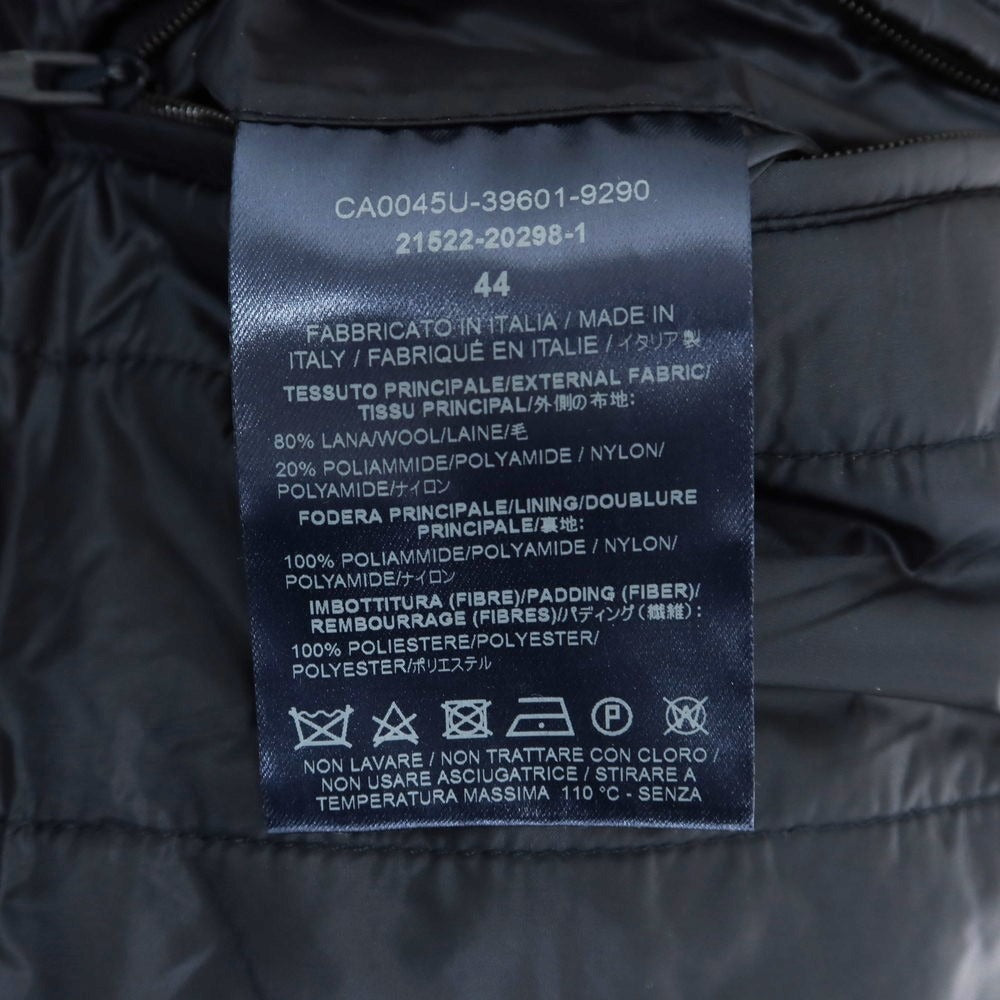 CA0045U-39601-9290
21522-20298-1
44
FABBRICATO IN ITALIA / MADE IN
ITALY / FABRIQUÉ EN ITALIE / イタリア製
TESSUTO PRINCIPALE/EXTERNAL FABRIC/
TISSU PRINCIPAL/外側の布地:
80% LANA/WOOL/LAINE/毛
20% POLIAMMIDE/POLYAMIDE / NYLON/
POLYAMIDE/ナイロン
FODERA PRINCIPALE/LINING/DOUBLURE
PRINCIPALE/裏地:
100% POLIAMMIDE/POLYAMIDE / NYLON/
POLYAMIDE/ナイロン
IMBOTTITURA (FIBRE)/PADDING (FIBER)/
REMBOURRAGE (FIBRES)/パディング(繊維):
100% POLIESTERE/POLYESTER/
POLYESTER/ポリエステル
P W
NON LAVARE / NON TRATTARE CON CLORO /
NON USARE ASCIUGATRICE / STIRARE A
TEMPERATURA MASSIMA 110 °C - SENZA